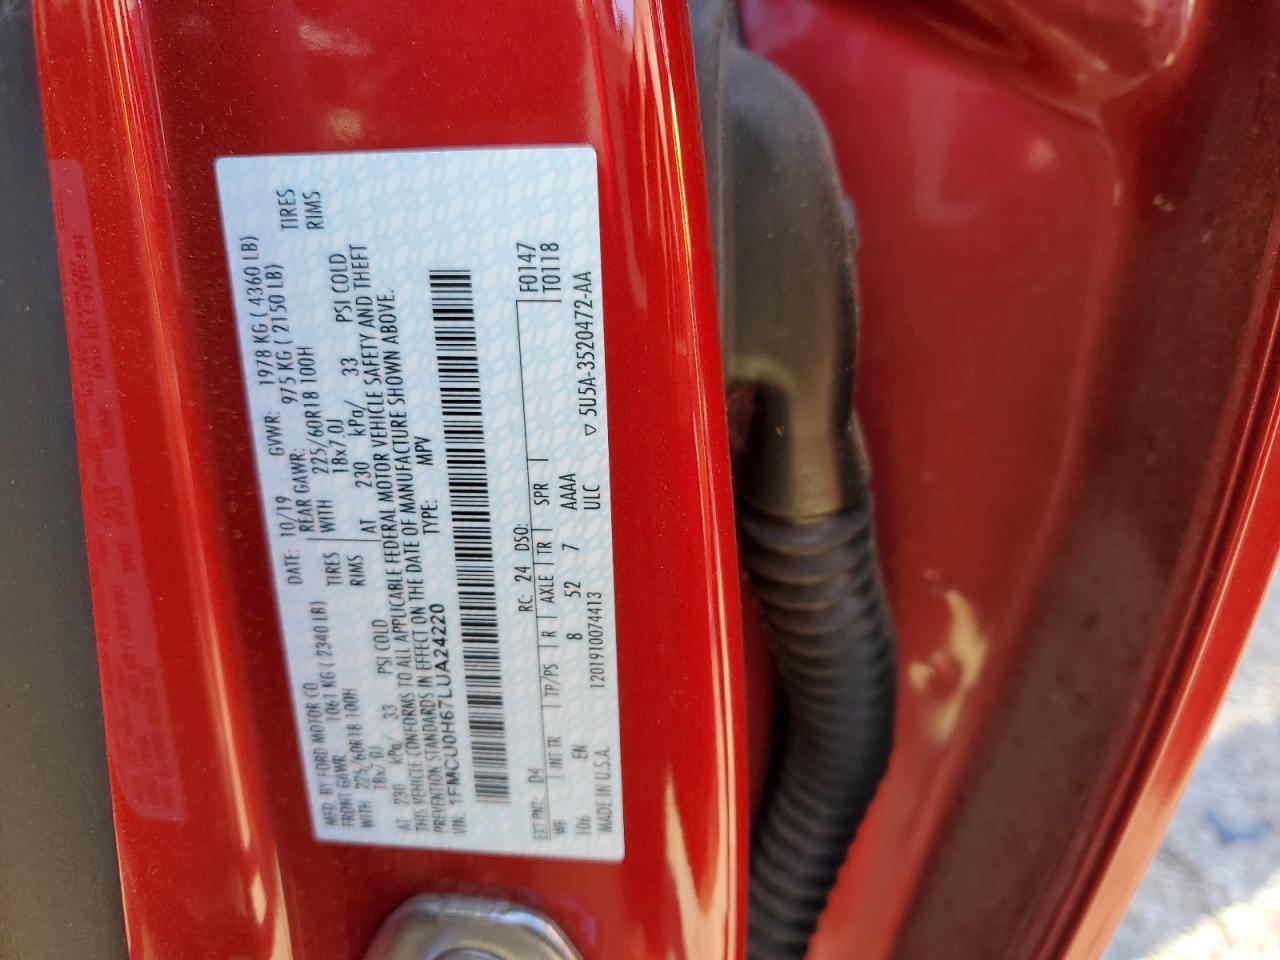 MFD. BY FORD MOTOR CO. DATE: 10/19 GVWR: 1978 KG ( 4360 LB)
FRONT GAWR: 1061 KG ( 2340 LB) REAR GAWR: 975 KG ( 2150 LB)
WITH 225/60R18 100H TIRES WITH 225/60R18 100H TIRES
18x7.0J RIMS 18x7.0J RIMS
AT 230 kPa/ 33 PSI COLD AT 230 kPa/ 33 PSI COLD
THIS VEHICLE CONFORMS TO ALL APPLICABLE FEDERAL MOTOR VEHICLE SAFETY AND THEFT
PREVENTION STANDARDS IN EFFECT ON THE DATE OF MANUFACTURE SHOWN ABOVE.
VIN: 1FMCU0H67LUA24220 TYPE: MPV
F0147
T0118
EXT PNT: D4 RC: 24 DSO:
WB INT TR TP/PS R AXLE TR SPR
106 EN 8 52 7 AAAA
MADE IN U.S.A. 1201910074413 ULC ▽ 5U5A-3520472-AA